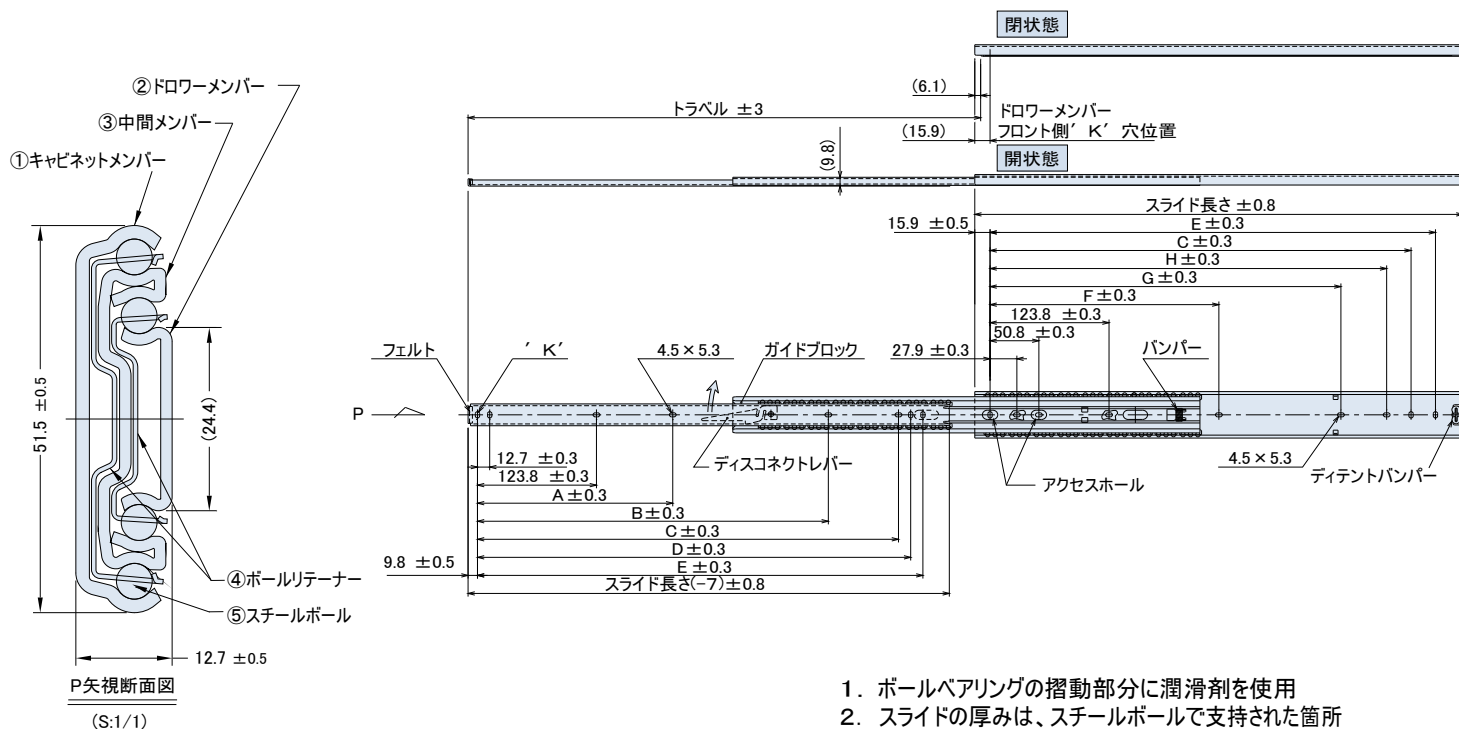 閉状態
②ドロワーメンバー
③中間メンバー
①キャビネットメンバー
51.5 ±0.5
(24.4)
④ボールリテーナー
⑤スチールボール
12.7 ±0.5
P矢視断面図
(S:1/1)
(6.1)
トラベル ±3
ドロワーメンバー
フロント側′K′穴位置
(15.9)
(9.8)
開状態
スライド長さ ±0.8
15.9 ±0.5
E±0.3
C±0.3
H±0.3
G±0.3
F±0.3
123.8 ±0.3
50.8 ±0.3
27.9 ±0.3
フェルト
′K′
4.5×5.3
ガイドブロック
バンパー
P
ディスコネクトレバー
アクセスホール
4.5×5.3
ディテントバンパー
12.7 ±0.3
123.8 ±0.3
A±0.3
B±0.3
C±0.3
D±0.3
E±0.3
9.8 ±0.5
スライド長さ(-7)±0.8
1. ボールベアリングの摺動部分に潤滑剤を使用
2. スライドの厚みは、スチールボールで支持された箇所